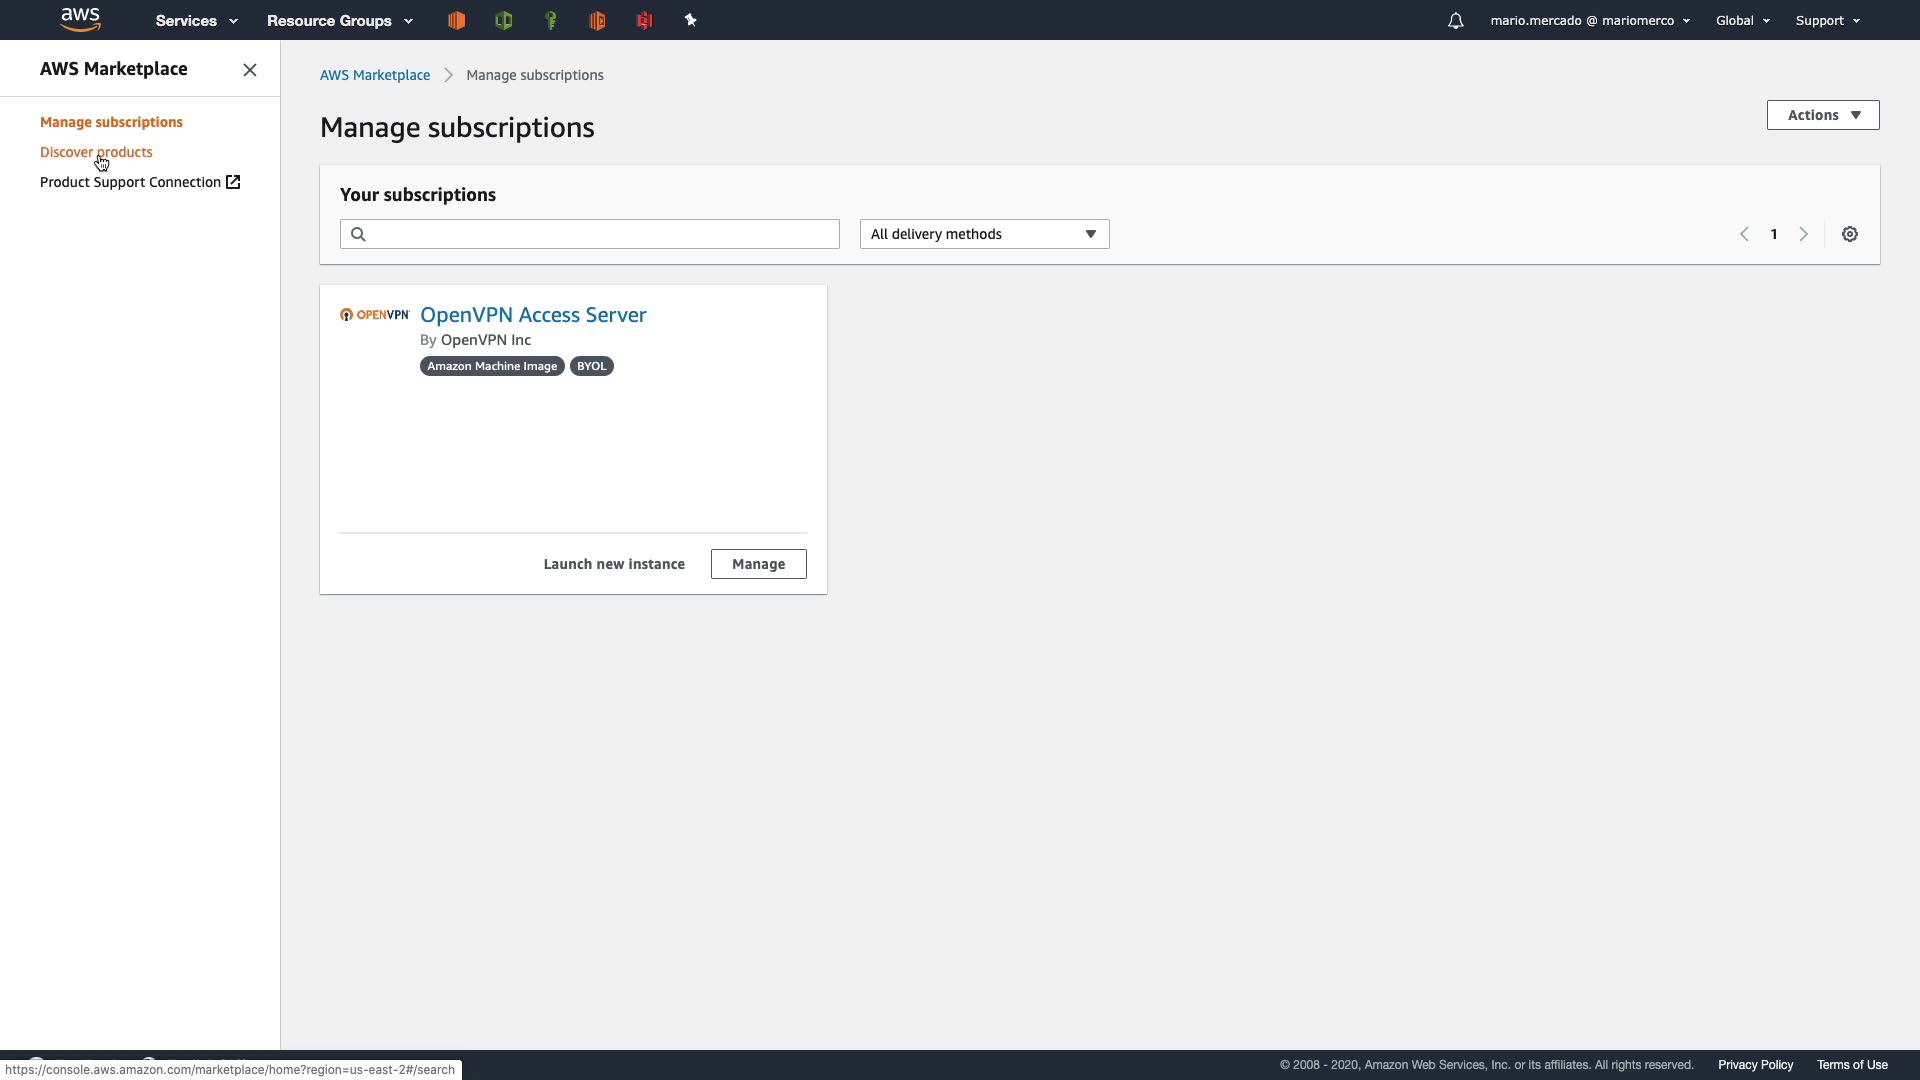 aws
Services
Resource Groups
mario.mercado @ mariomerco
Global
Support
AWS Marketplace
Manage subscriptions
Discover products
Product Support Connection
AWS Marketplace
Manage subscriptions
Manage subscriptions
Actions
Your subscriptions
All delivery methods
1
OPENVPN
OpenVPN Access Server
By OpenVPN Inc
Amazon Machine Image
BYOL
Launch new instance
Manage
© 2008 - 2020, Amazon Web Services, Inc. or its affiliates. All rights reserved.
Privacy Policy
Terms of Use
https://console.aws.amazon.com/marketplace/home?region=us-east-2#/search